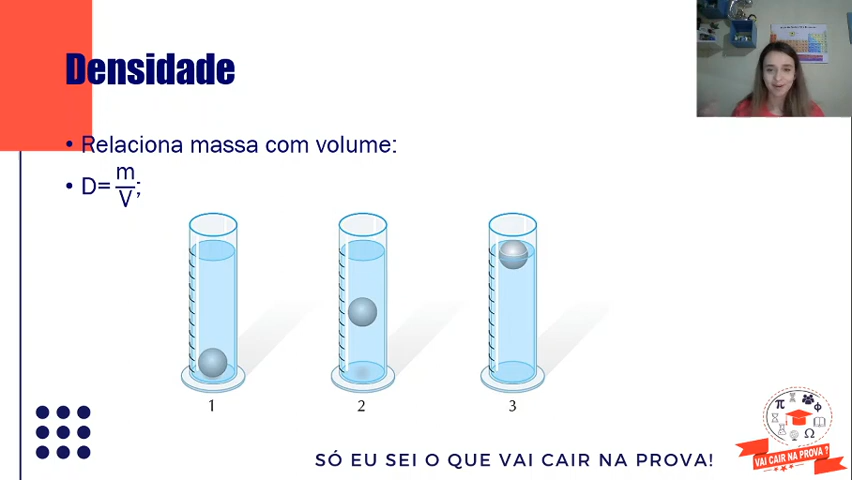 Densidade
• Relaciona massa com volume:
• D= m/V;
1 2 3
SÓ EU SEI O QUE VAI CAIR NA PROVA!
VAI CAIR NA PROVA ?